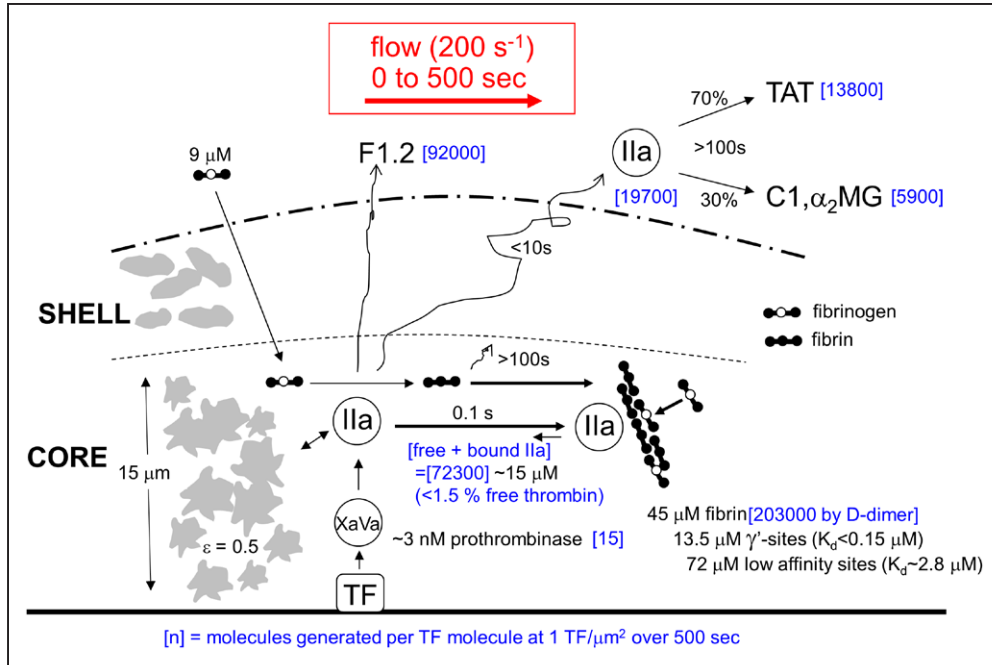 flow (200 s⁻¹)
0 to 500 sec
70%
TAT [13800]
9 μM
F1.2 [92000]
IIa
>100s
[19700]
30%
C1,α₂MG [5900]
<10s
SHELL
fibrinogen
fibrin
>100s
IIa
0.1 s
IIa
CORE
15 μm
[free + bound IIa]
=[72300] ~15 μM
(<1.5 % free thrombin)
XaVa
~3 nM prothrombinase [15]
45 μM fibrin[203000 by D-dimer]
13.5 μM γ'-sites (Kd<0.15 μM)
72 μM low affinity sites (Kd~2.8 μM)
ε = 0.5
TF
[n] = molecules generated per TF molecule at 1 TF/μm² over 500 sec